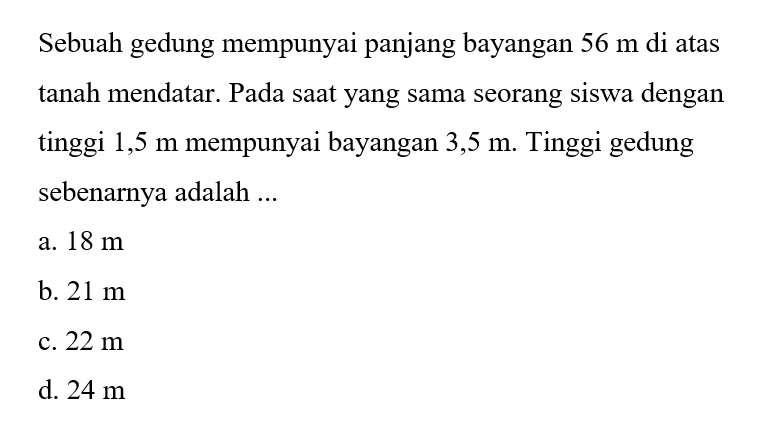 Sebuah gedung mempunyai panjang bayangan 56 m di atas
tanah mendatar. Pada saat yang sama seorang siswa dengan
tinggi 1,5 m mempunyai bayangan 3,5 m. Tinggi gedung
sebenarnya adalah ...
a. 18 m
b. 21 m
c. 22 m
d. 24 m